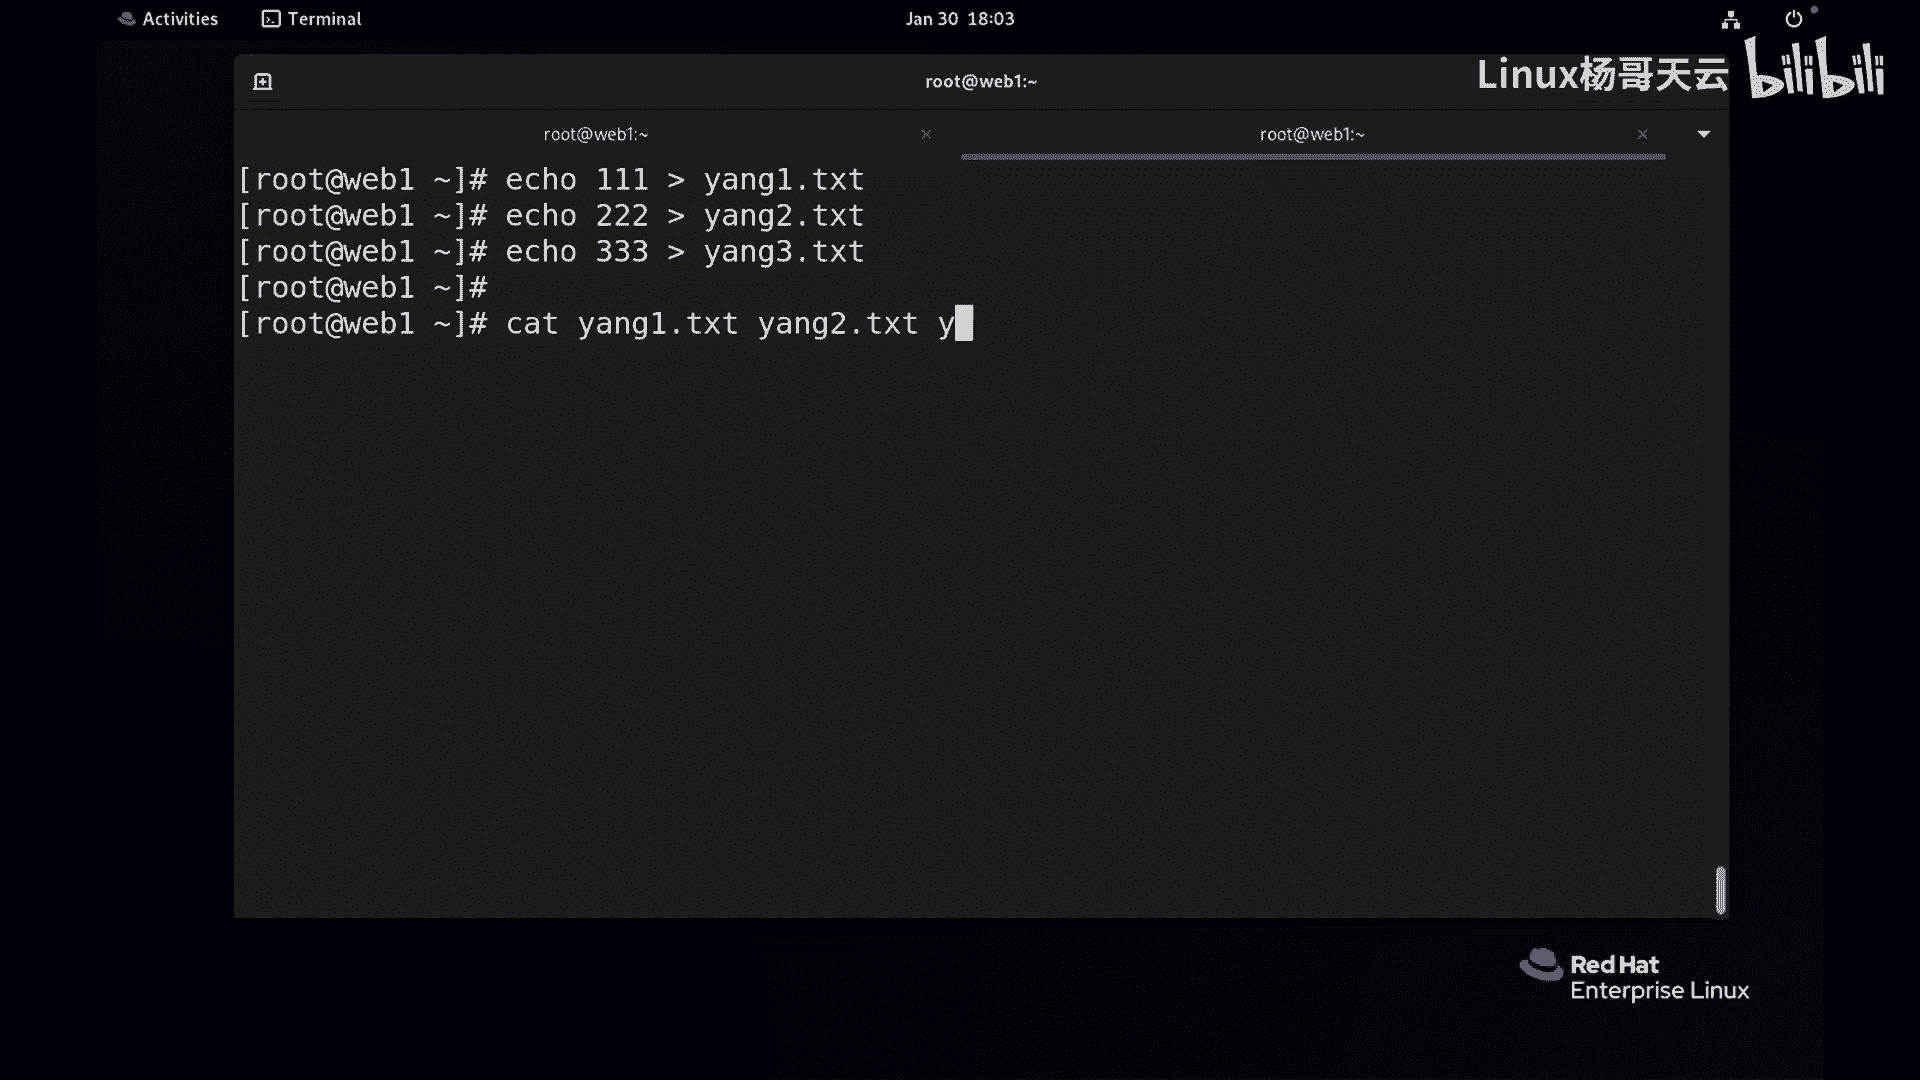 Activities Terminal Jan 30 18:03
root@web1:~ Linux杨哥天云 bilibili
root@web1:~ × root@web1:~ ×
[root@web1 ~]# echo 111 > yang1.txt
[root@web1 ~]# echo 222 > yang2.txt
[root@web1 ~]# echo 333 > yang3.txt
[root@web1 ~]#
[root@web1 ~]# cat yang1.txt yang2.txt y
Red Hat
Enterprise Linux